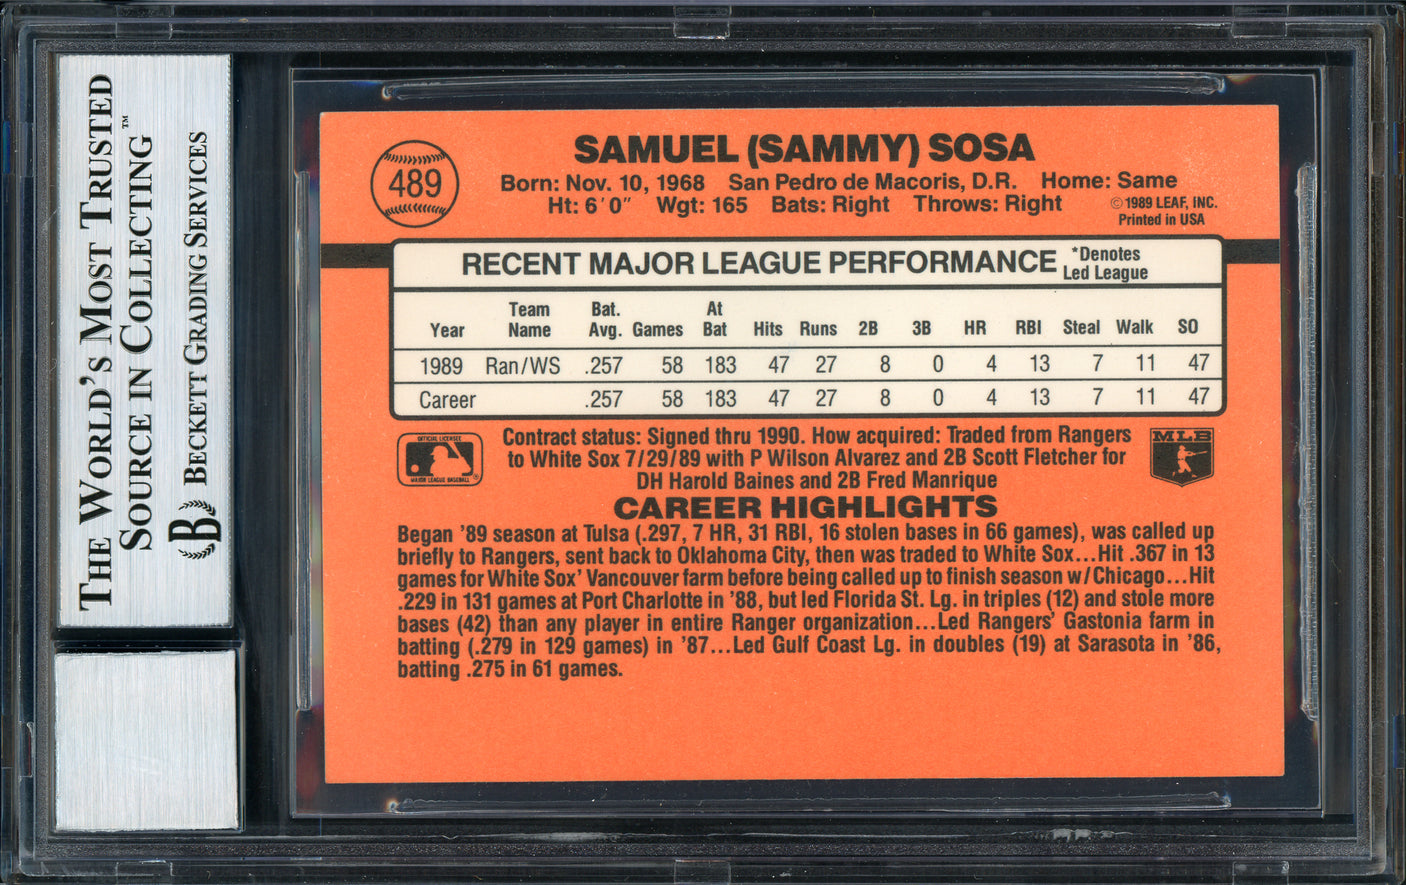 THE WORLD'S MOST TRUSTED
SOURCE IN COLLECTING™
BECKETT GRADING SERVICES
B
489
SAMUEL (SAMMY) SOSA
Born: Nov. 10, 1968 San Pedro de Macoris, D.R. Home: Same
Ht: 6'0" Wgt: 165 Bats: Right Throws: Right
©1989 LEAF, INC.
Printed in USA
RECENT MAJOR LEAGUE PERFORMANCE
*Denotes
Led League
Year Team Name Bat. Avg. Games At Bat Hits Runs 2B 3B HR RBI Steal Walk SO
1989 Ran/WS .257 58 183 47 27 8 0 4 13 7 11 47
Career .257 58 183 47 27 8 0 4 13 7 11 47
OFFICIAL LICENSEE
MAJOR LEAGUE BASEBALL
®
Contract status: Signed thru 1990. How acquired: Traded from Rangers
to White Sox 7/29/89 with P Wilson Alvarez and 2B Scott Fletcher for
DH Harold Baines and 2B Fred Manrique
MLB
CAREER HIGHLIGHTS
Began '89 season at Tulsa (.297, 7 HR, 31 RBI, 16 stolen bases in 66 games), was called up
briefly to Rangers, sent back to Oklahoma City, then was traded to White Sox...Hit .367 in 13
games for White Sox' Vancouver farm before being called up to finish season w/Chicago...Hit
.229 in 131 games at Port Charlotte in '88, but led Florida St. Lg. in triples (12) and stole more
bases (42) than any player in entire Ranger organization...Led Rangers' Gastonia farm in
batting (.279 in 129 games) in '87...Led Gulf Coast Lg. in doubles (19) at Sarasota in '86,
batting .275 in 61 games.